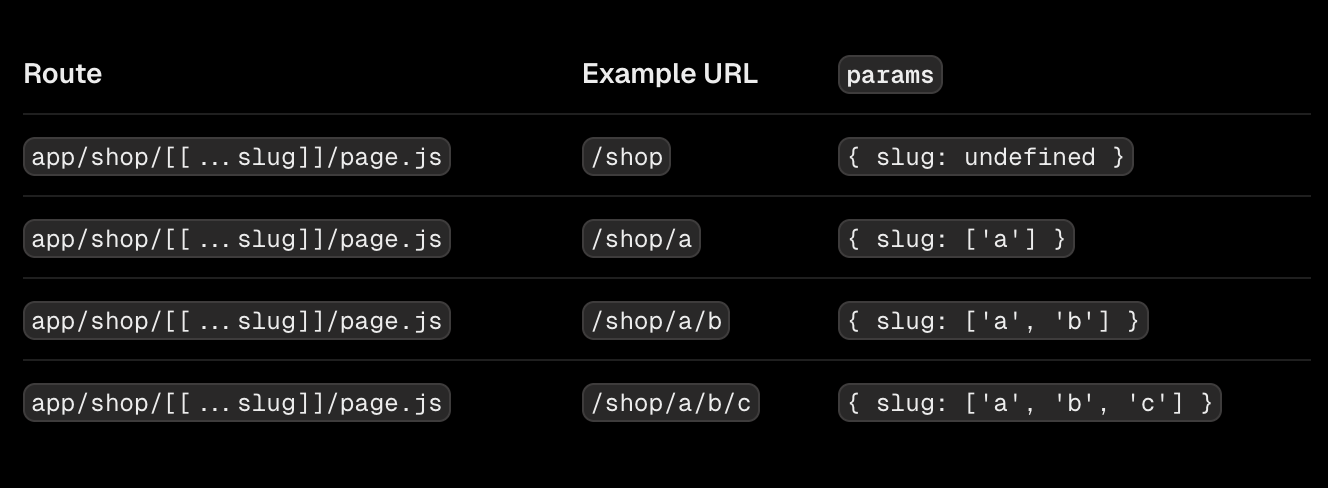 Route Example URL params
app/shop/[[...slug]]/page.js /shop { slug: undefined }
app/shop/[[...slug]]/page.js /shop/a { slug: ['a'] }
app/shop/[[...slug]]/page.js /shop/a/b { slug: ['a', 'b'] }
app/shop/[[...slug]]/page.js /shop/a/b/c { slug: ['a', 'b', 'c'] }